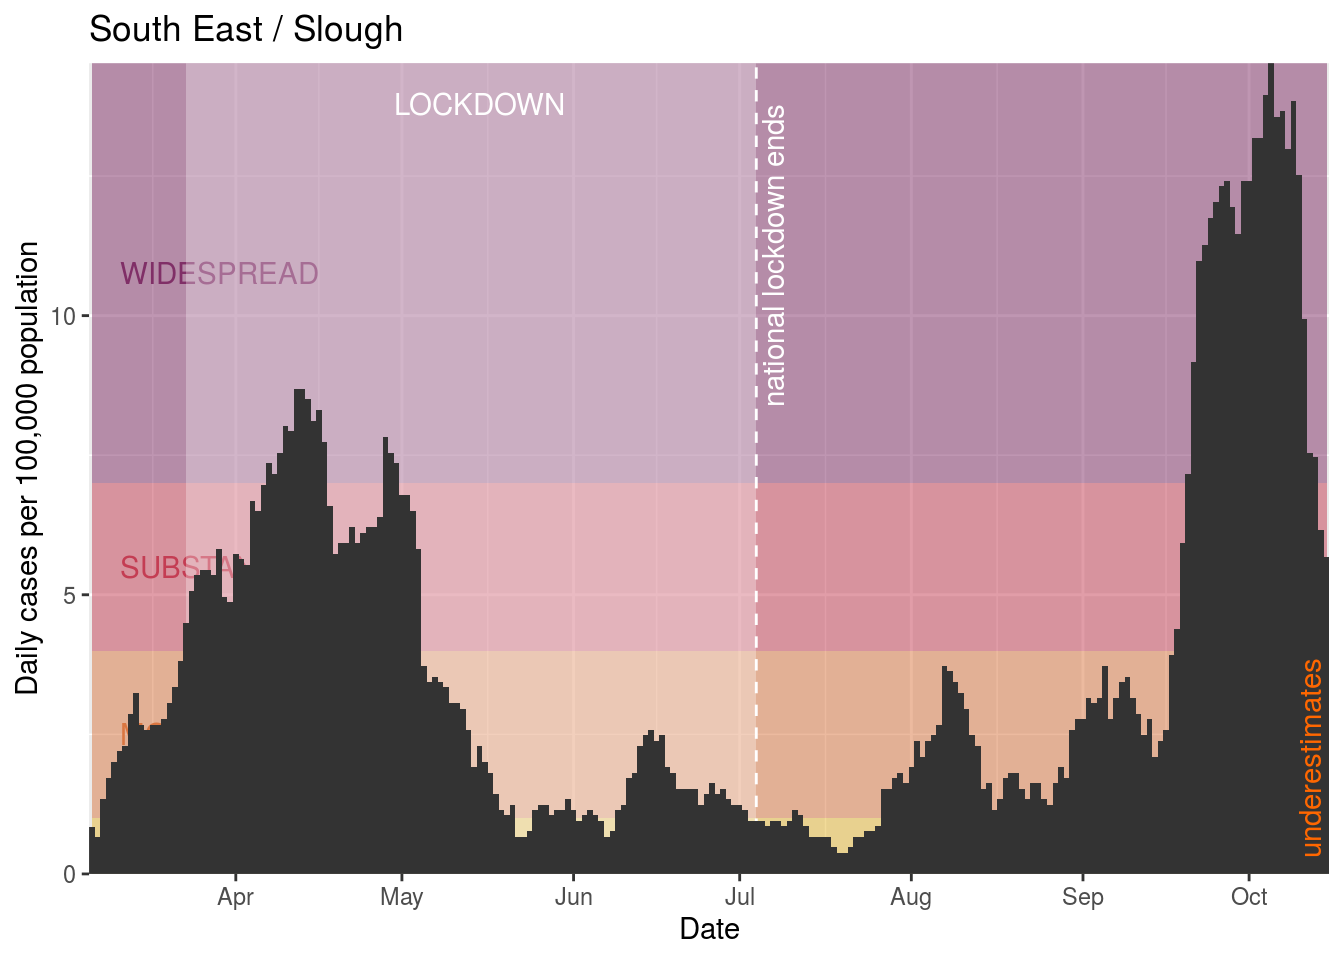 South East / Slough
LOCKDOWN
national lockdown ends
WIDESPREAD
Daily cases per 100,000 population
10
5
0
underestimates
Apr
May
Jun
Jul
Aug
Sep
Oct
Date